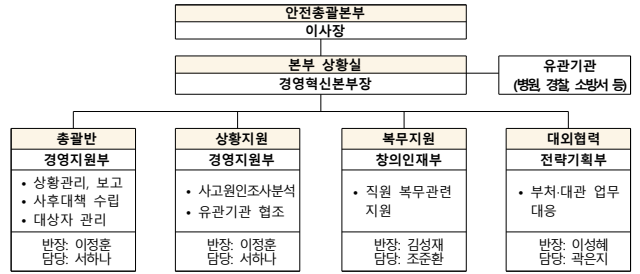 안전총괄본부
이사장
본부 상황실
경영혁신본부장
유관기관
(병원, 경찰, 소방서 등)
총괄반
경영지원부
• 상황관리, 보고
• 사후대책 수립
• 대상자 관리
반장: 이정훈
담당: 서하나
상황지원
경영지원부
• 사고원인조사분석
• 유관기관 협조
반장: 이정훈
담당: 서하나
복무지원
창의인재부
• 직원 복무관련
지원
반장: 김성재
담당: 조준환
대외협력
전략기획부
• 부처·대관 업무
대응
반장: 이성혜
담당: 곽은지